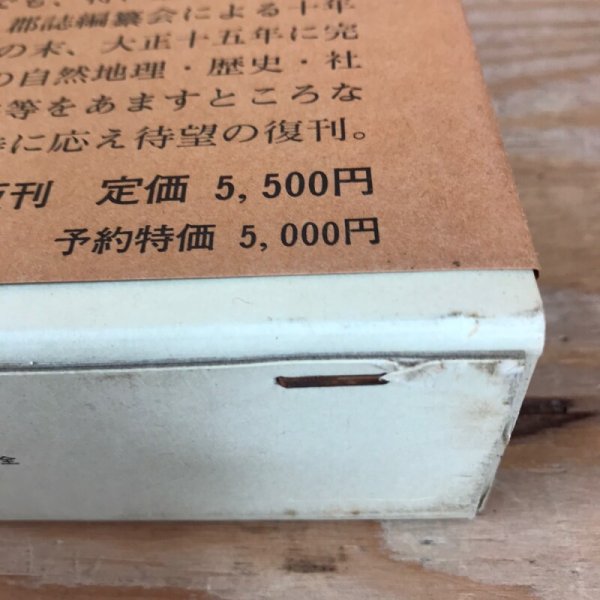 郡誌編纂会による十年
の末、大正十五年に完
の自然地理・歴史・社
等をあますところな
に応え待望の復刊。
刊 定価 5,500円
予約特価 5,000円